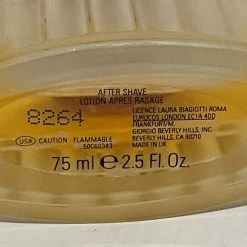 AFTER SHAVE
LOTION APRES RASAGE
8264
USA CAUTION FLAMMABLE
50660343
LICENCE LAURA BIAGIOTTI ROMA
EUROCOS LONDON EC1A 4DD
FRANKFURT/M.
GIORGIO BEVERLY HILLS, INC.
BEVERLY HILLS, CA 90210
MADE IN UK
75 ml e 2.5 Fl. Oz.